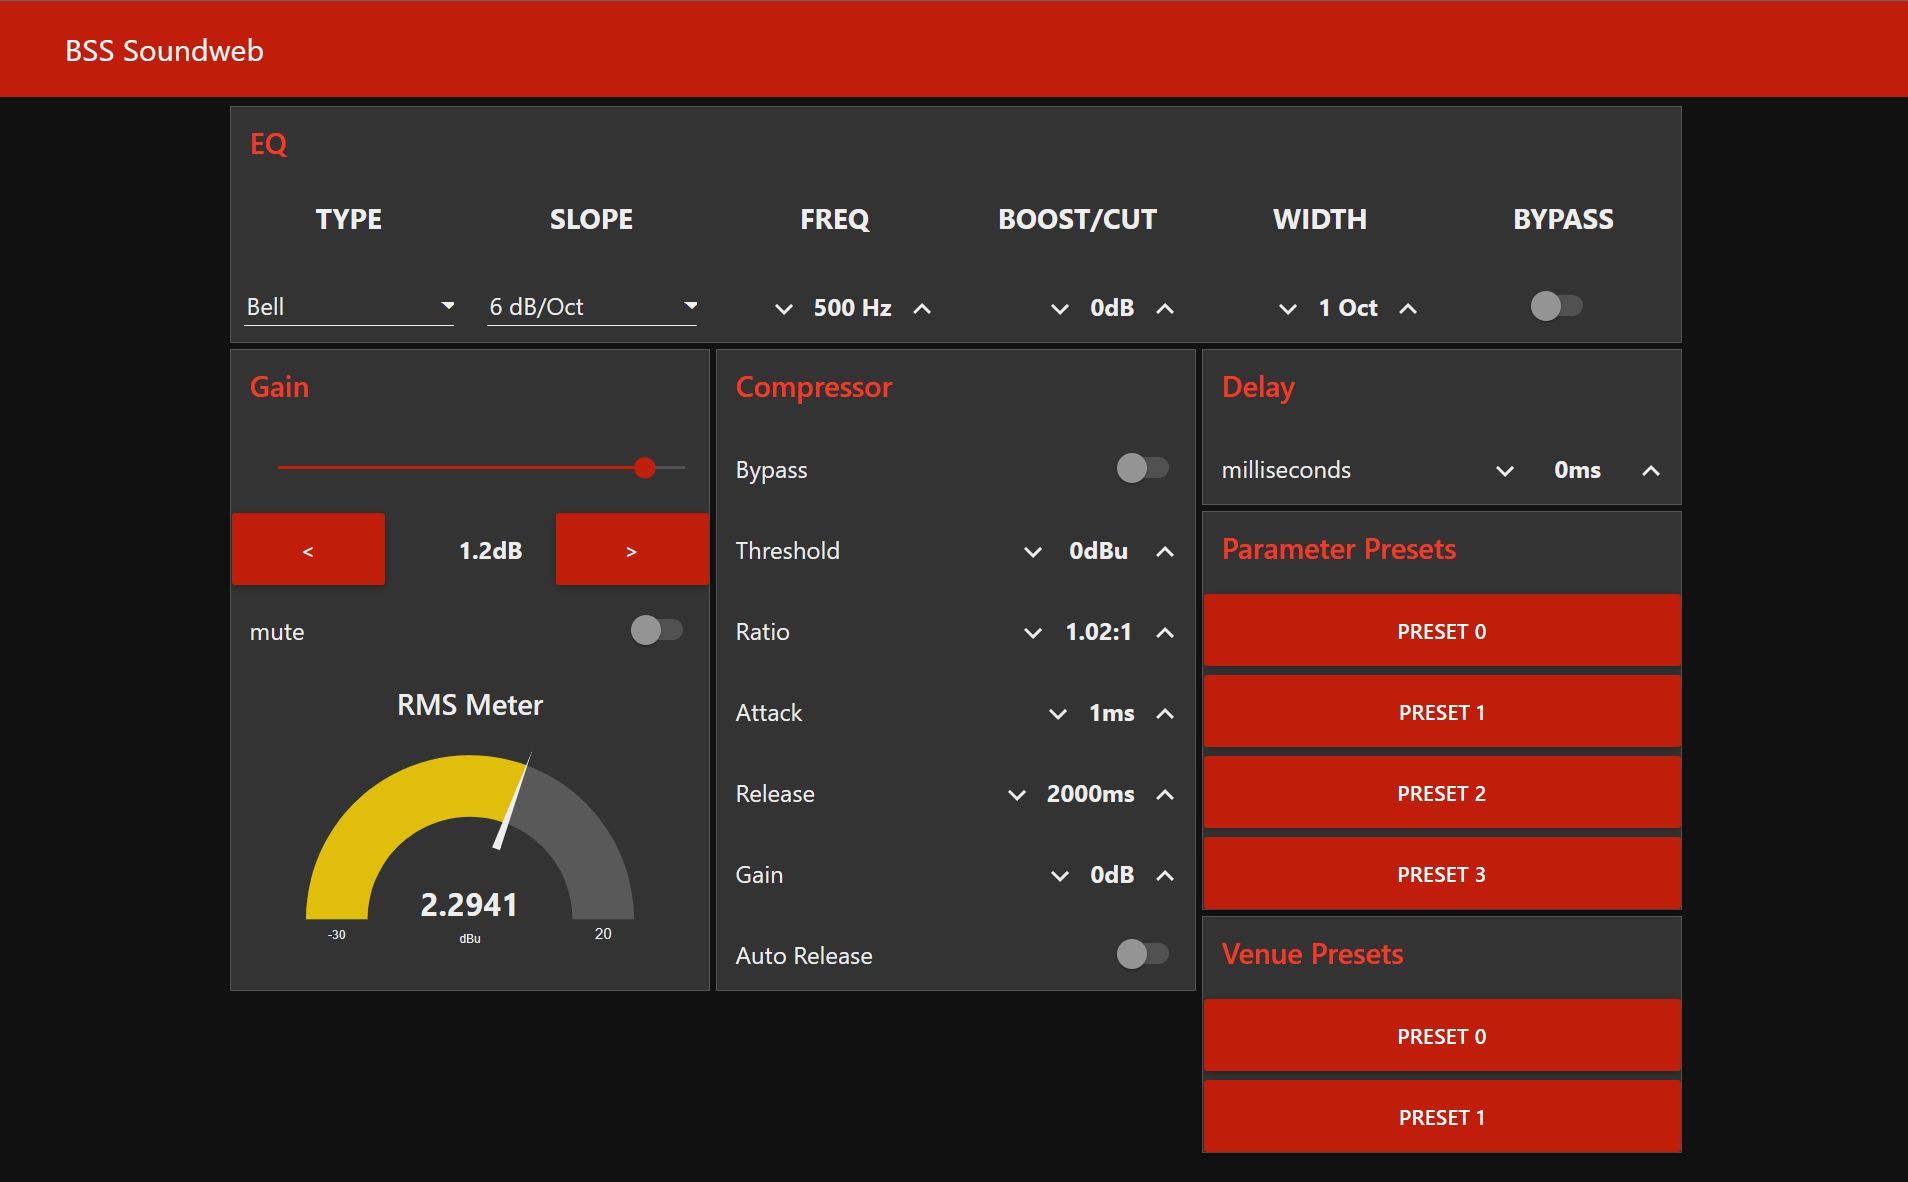 BSS Soundweb
EQ
TYPE SLOPE FREQ BOOST/CUT WIDTH BYPASS
Bell 6 dB/Oct 500 Hz 0dB 1 Oct
Gain
< 1.2dB >
mute
RMS Meter
2.2941
-30 dBu 20
Compressor
Bypass
Threshold 0dBu
Ratio 1.02:1
Attack 1ms
Release 2000ms
Gain 0dB
Auto Release
Delay
milliseconds 0ms
Parameter Presets
PRESET 0
PRESET 1
PRESET 2
PRESET 3
Venue Presets
PRESET 0
PRESET 1